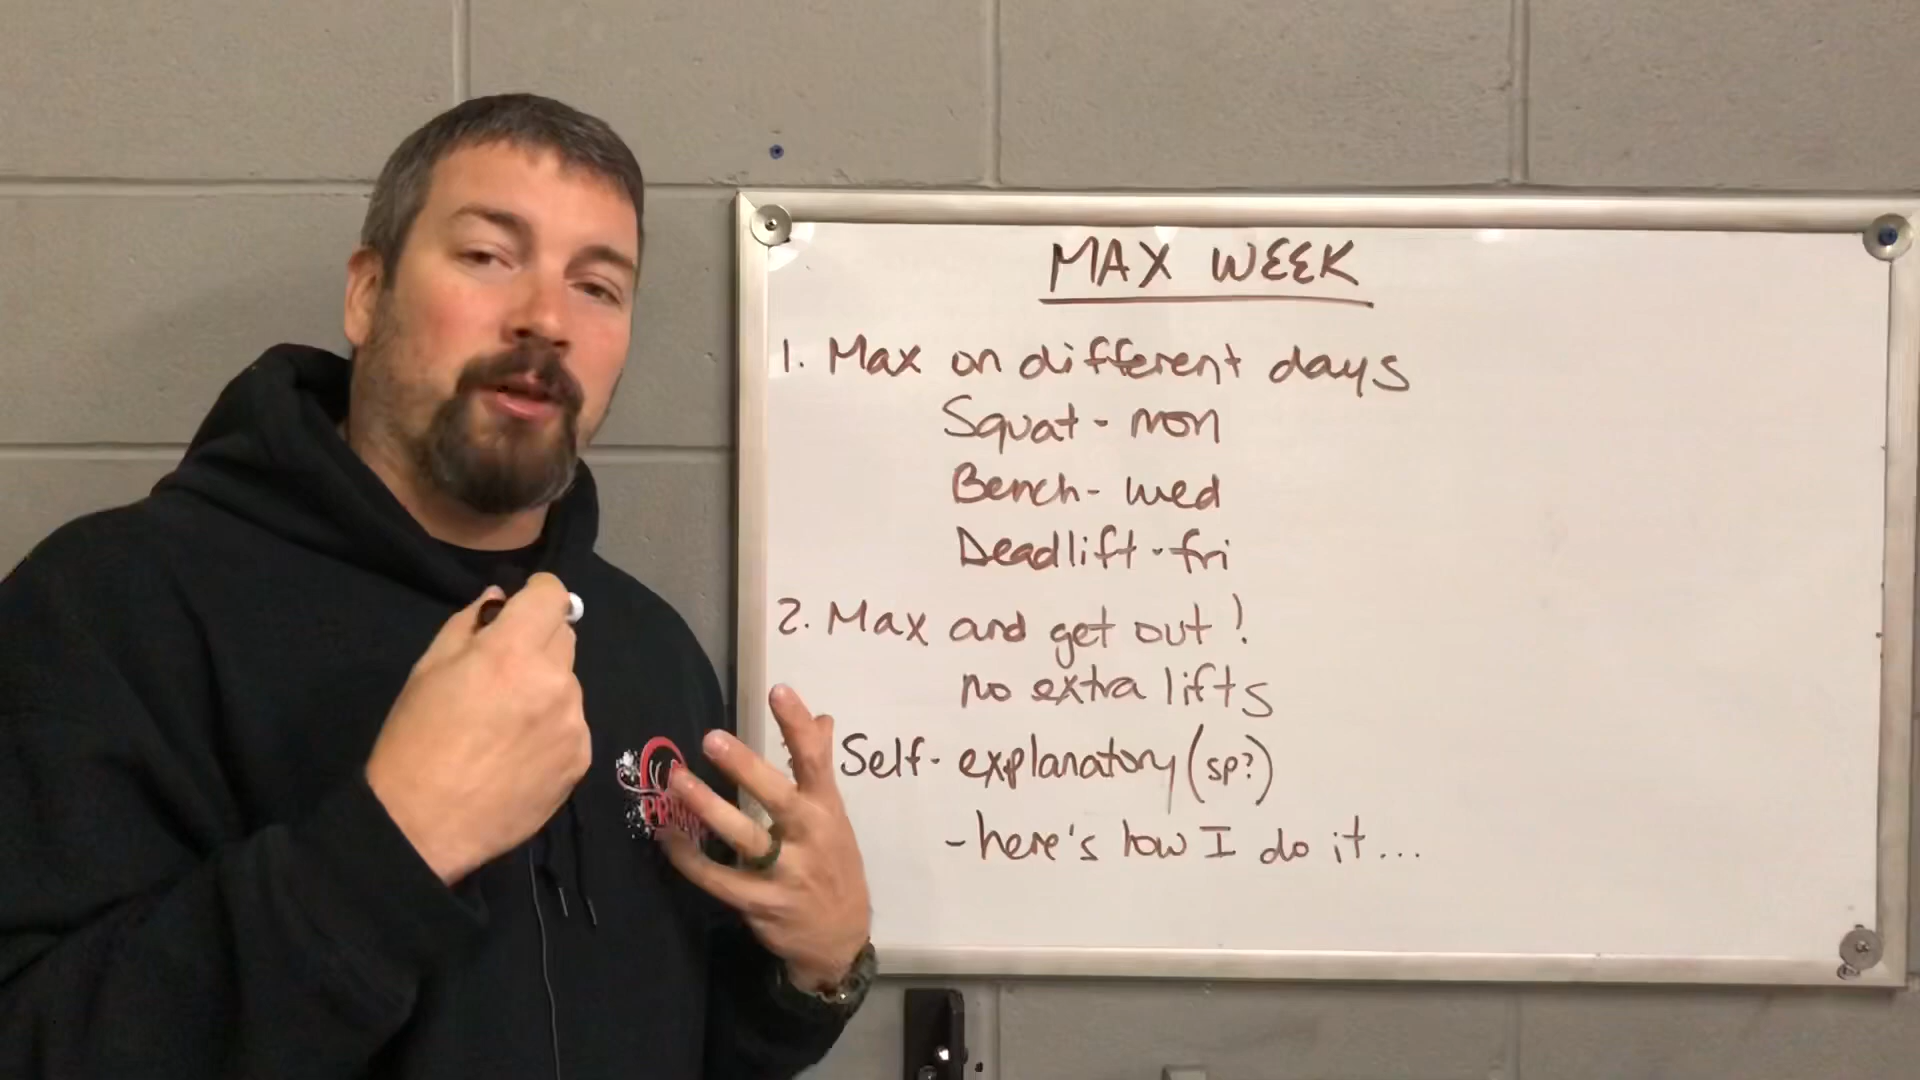 MAX WEEK
1. Max on different days
Squat - mon
Bench - wed
Deadlift - fri
2. Max and get out!
no extra lifts
Self-explanatory (sp?)
- here's how I do it...